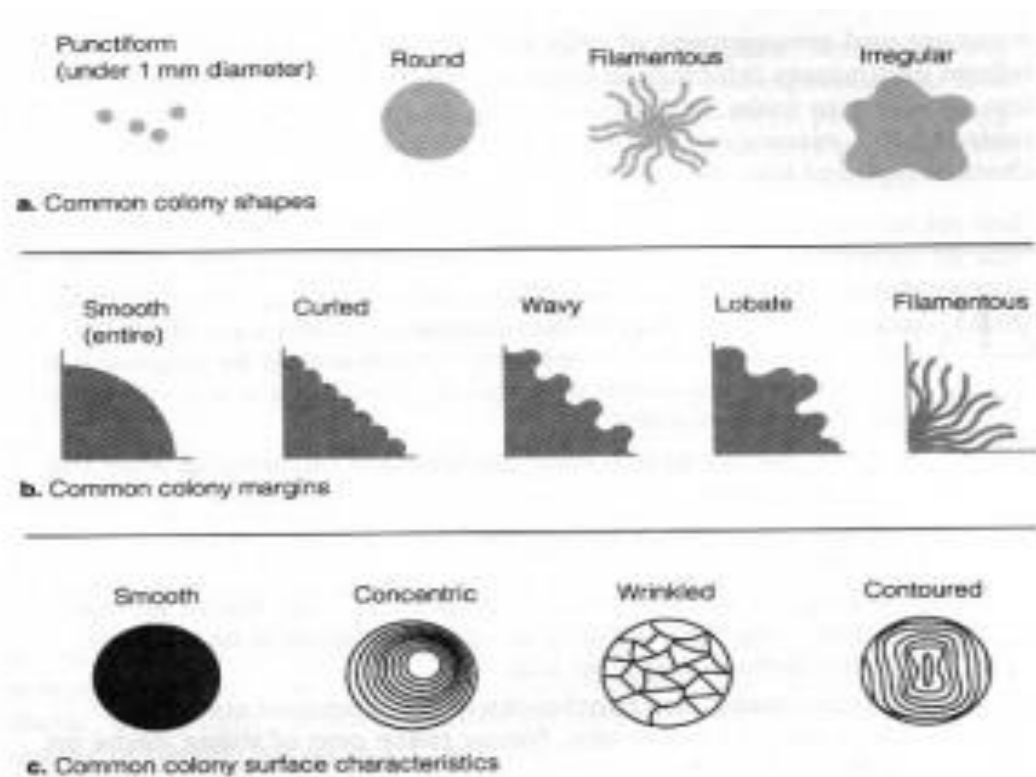 Punctiform
(under 1 mm diameter)
Round
Filamentous
Irregular
a. Common colony shapes
Smooth
(entire)
Curled
Wavy
Lobate
Filamentous
b. Common colony margins
Smooth
Concentric
Wrinkled
Contoured
c. Common colony surface characteristics